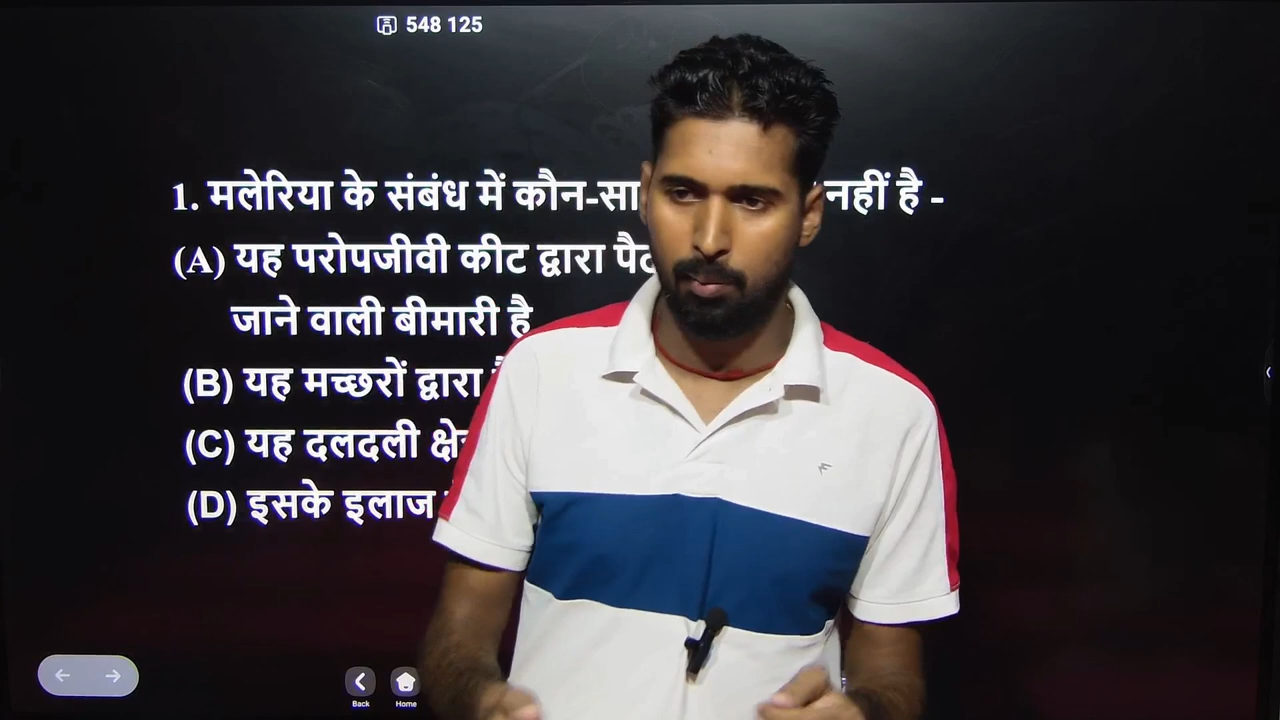 548 125
1. मलेरिया के संबंध में कौन-सा नहीं है -
(A) यह परोपजीवी कीट द्वारा
जाने वाली बीमारी है
(B) यह मच्छरों द्वारा
(C) यह दलदली
(D) इसके इलाज
Back Home